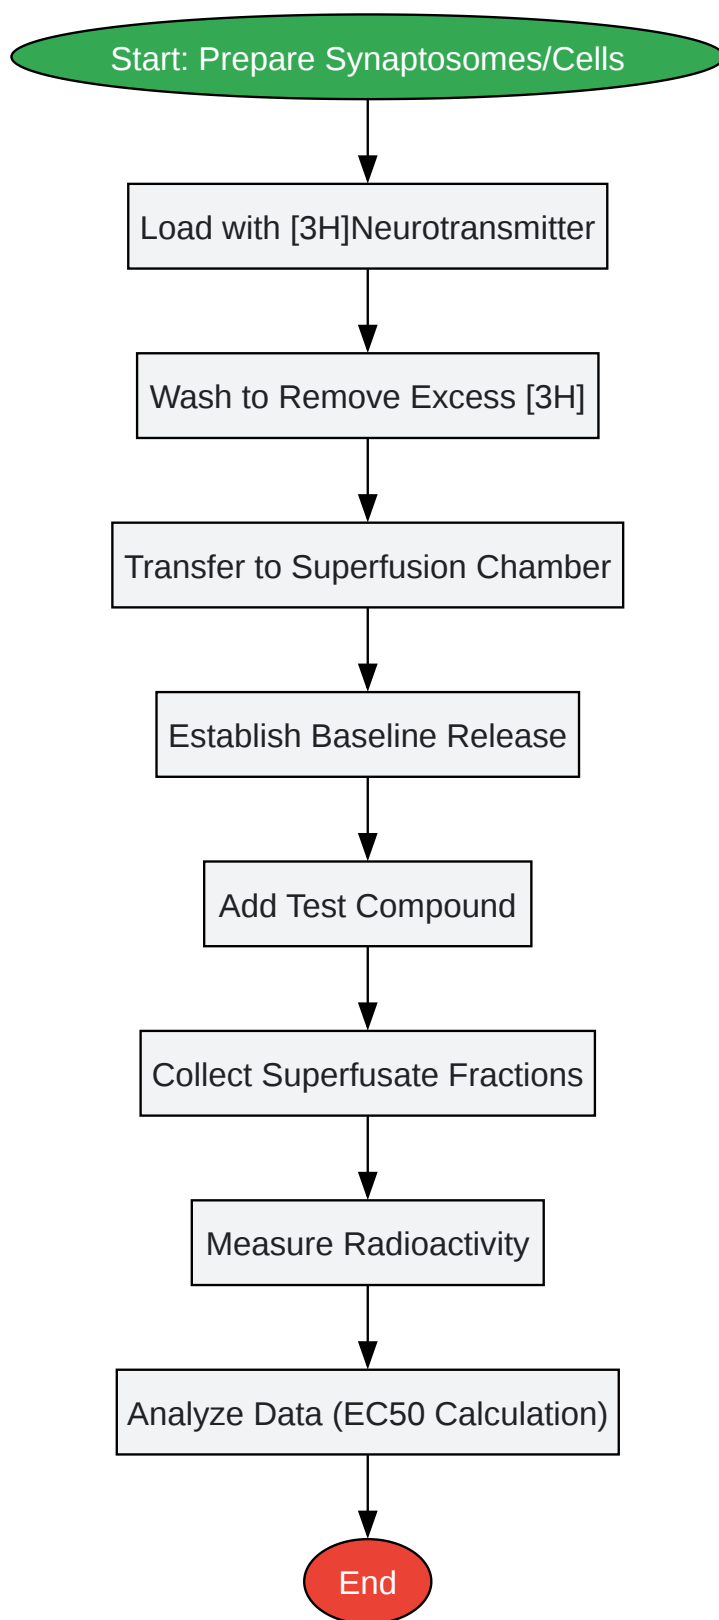 Start: Prepare Synaptosomes/Cells
Load with [3H]Neurotransmitter
Wash to Remove Excess [3H]
Transfer to Superfusion Chamber
Establish Baseline Release
Add Test Compound
Collect Superfusate Fractions
Measure Radioactivity
Analyze Data (EC50 Calculation)
End